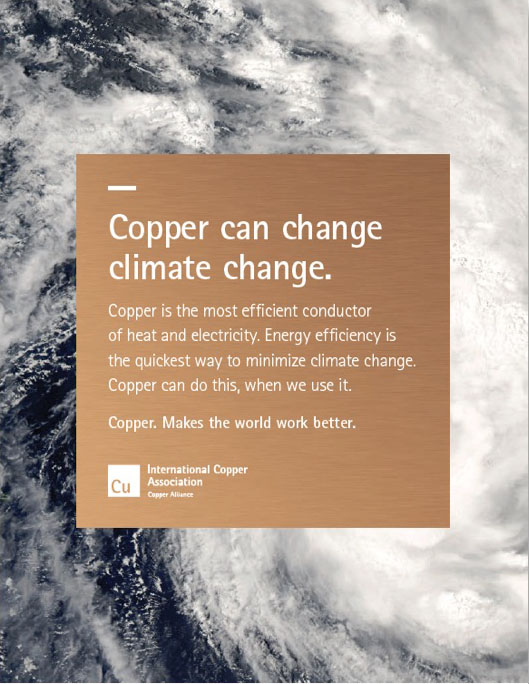 Copper can change
climate change.
Copper is the most efficient conductor
of heat and electricity. Energy efficiency is
the quickest way to minimize climate change.
Copper can do this, when we use it.
Copper. Makes the world work better.
Cu
International Copper
Association
Copper Alliance